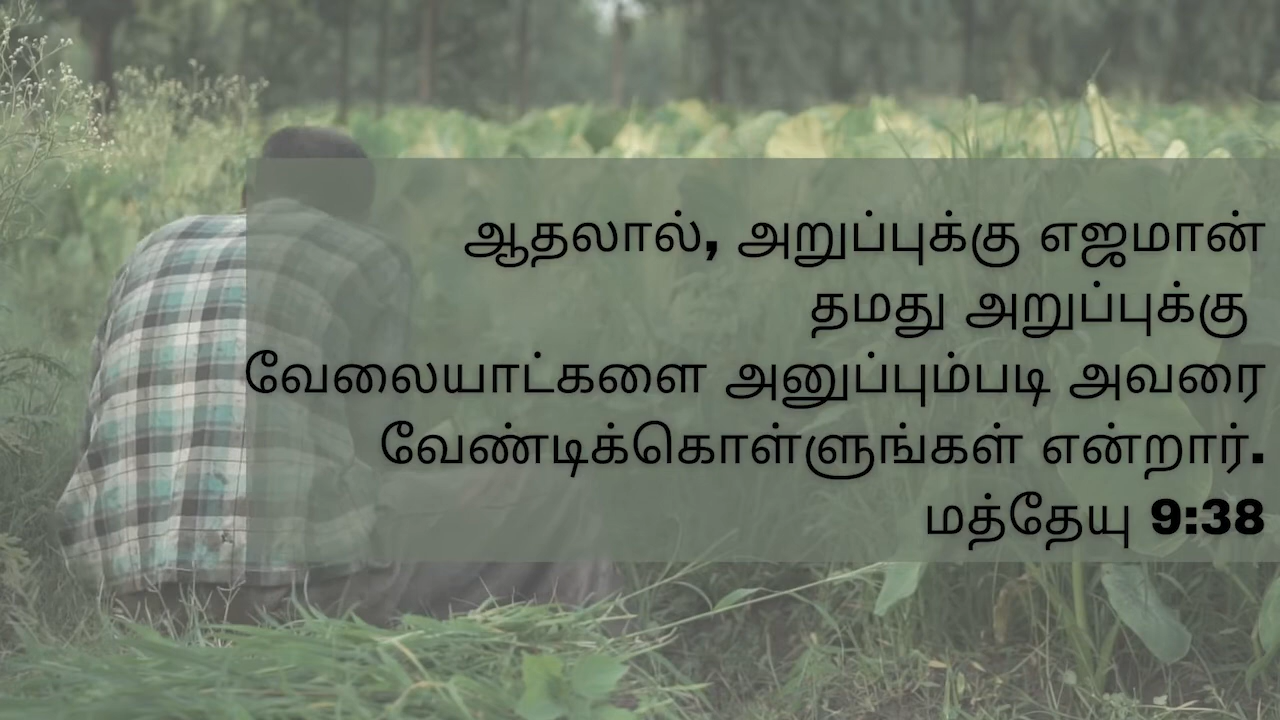 ஆதலால், அறுப்புக்கு எஜமான்
தமது அறுப்புக்கு
வேலையாட்களை அனுப்பும்படி அவரை
வேண்டிக்கொள்ளுங்கள் என்றார்.
மத்தேயு 9:38